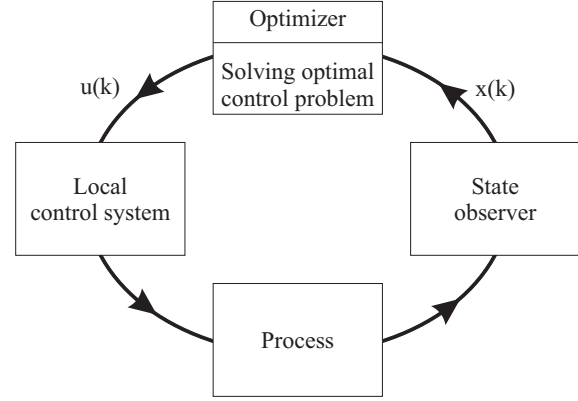 Optimizer
Solving optimal
control problem
u(k)
x(k)
Local
control system
State
observer
Process